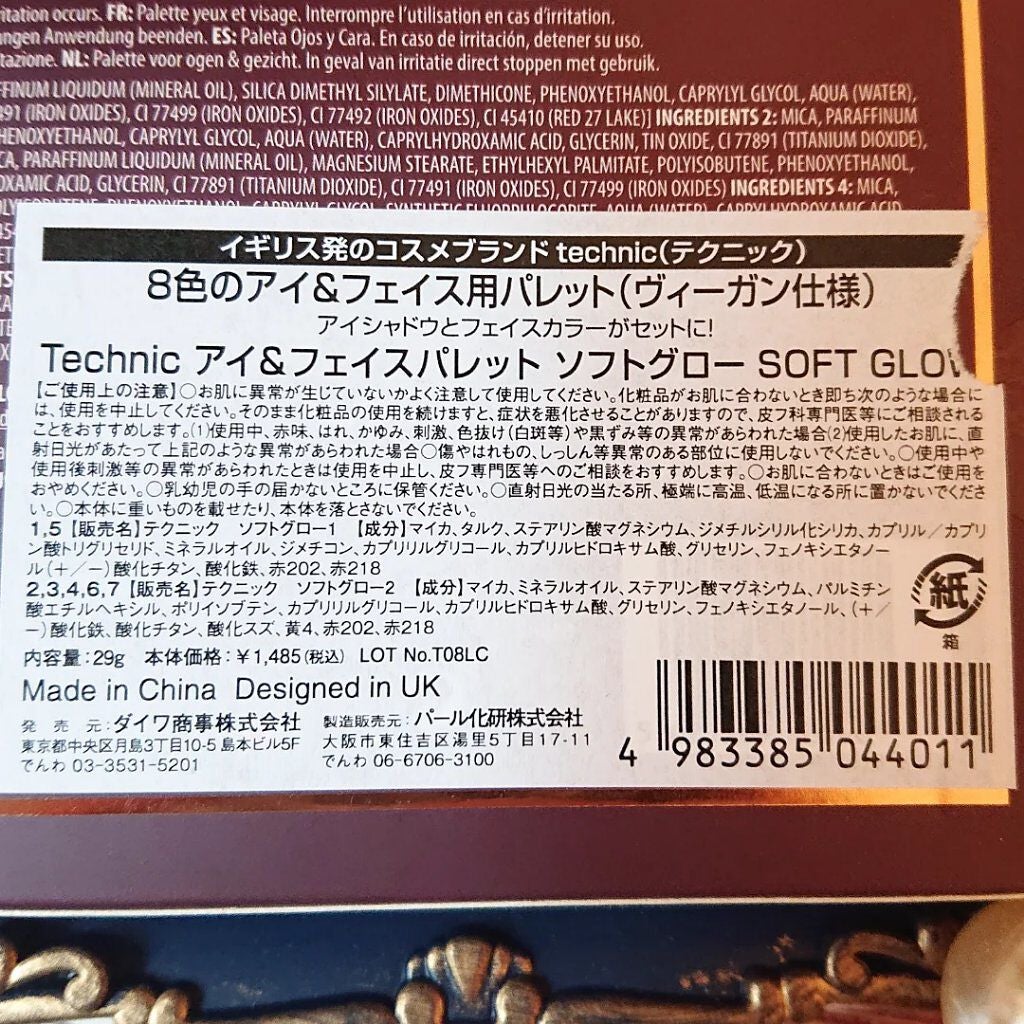 itation occurs. FR: Palette yeux et visage. Interrompre l'utilisation en cas d'irritation.
ngen Anwendung beenden. ES: Paleta Ojos y Cara. En caso de irritación, detener su uso.
tazione. NL: Palette voor ogen & gezicht. In geval van irritatie direct stoppen met gebruik.
FFINUM LIQUIDUM (MINERAL OIL), SILICA DIMETHYL SILYLATE, DIMETHICONE, PHENOXYETHANOL, CAPRYLYL GLYCOL, AQUA (WATER),
491 (IRON OXIDES), CI 77499 (IRON OXIDES), CI 77492 (IRON OXIDES), CI 45410 (RED 27 LAKE)] INGREDIENTS 2: MICA, PARAFFINUM
HENOXYETHANOL, CAPRYLYL GLYCOL, AQUA (WATER), CAPRYLHYDROXAMIC ACID, GLYCERIN, TIN OXIDE, CI 77891 (TITANIUM DIOXIDE),
CA, PARAFFINUM LIQUIDUM (MINERAL OIL), MAGNESIUM STEARATE, ETHYLHEXYL PALMITATE, POLYISOBUTENE, PHENOXYETHANOL,
OXAMIC ACID, GLYCERIN, CI 77891 (TITANIUM DIOXIDE), CI 77491 (IRON OXIDES), CI 77499 (IRON OXIDES) INGREDIENTS 4: MICA,
OLYISOBUTENE, PHENOXYETHANOL, CAPRYLYL GLYCOL, SYNTHETIC FLUORPHLOGOPITE, AQUA (WATER), CAPRYLHYDROXAMIC ACID,
イギリス発のコスメブランド technic(テクニック)
8色のアイ&フェイス用パレット(ヴィーガン仕様)
アイシャドウとフェイスカラーがセットに!
Technic アイ&フェイスパレット ソフトグロー SOFT GLOW
【ご使用上の注意】○お肌に異常が生じていないかよく注意して使用してください。化粧品がお肌に合わないとき即ち次のような場合に
は、使用を中止してください。そのまま化粧品の使用を続けますと、症状を悪化させることがありますので、皮フ科専門医等にご相談される
ことをおすすめします。(1)使用中、赤味、はれ、かゆみ、刺激、色抜け(白斑等)や黒ずみ等の異常があらわれた場合(2)使用したお肌に、直
射日光があたって上記のような異常があらわれた場合○傷やはれもの、しっしん等異常のある部位に使用しないでください。○使用中や
使用後刺激等の異常があらわれたときは使用を中止し、皮フ専門医等へのご相談をおすすめします。○お肌に合わないときはご使用を
おやめください。○乳幼児の手の届かないところに保管ください。○直射日光の当たる所、極端に高温、低温になる所に置かないでくださ
い。○本体に重いものを載せたり、本体を落とさないでください。
1,5【販売名】テクニック ソフトグロー1 【成分】マイカ、タルク、ステアリン酸マグネシウム、ジメチルシリル化シリカ、カプリル/カプリ
ン酸トリグリセリド、ミネラルオイル、ジメチコン、カプリリルグリコール、カプリルヒドロキサム酸、グリセリン、フェノキシエタノー
ル(+/-)酸化チタン、酸化鉄、赤202、赤218
2,3,4,6,7【販売名】テクニック ソフトグロー2 【成分】マイカ、ミネラルオイル、ステアリン酸マグネシウム、パルミチン
酸エチルヘキシル、ポリイソブテン、カプリリルグリコール、カプリルヒドロキサム酸、グリセリン、フェノキシエタノール、(+/
-)酸化鉄、酸化チタン、酸化スズ、黄4、赤202、赤218
紙
箱
内容量:29g 本体価格:¥1,485(税込) LOT No.T08LC
Made in China Designed in UK
発売元:ダイワ商事株式会社 製造販売元:パール化研株式会社
東京都中央区月島3丁目10-5 島本ビル5F 大阪市東住吉区湯里5丁目17-11
でんわ 03-3531-5201 でんわ 06-6706-3100
4 983385 044011